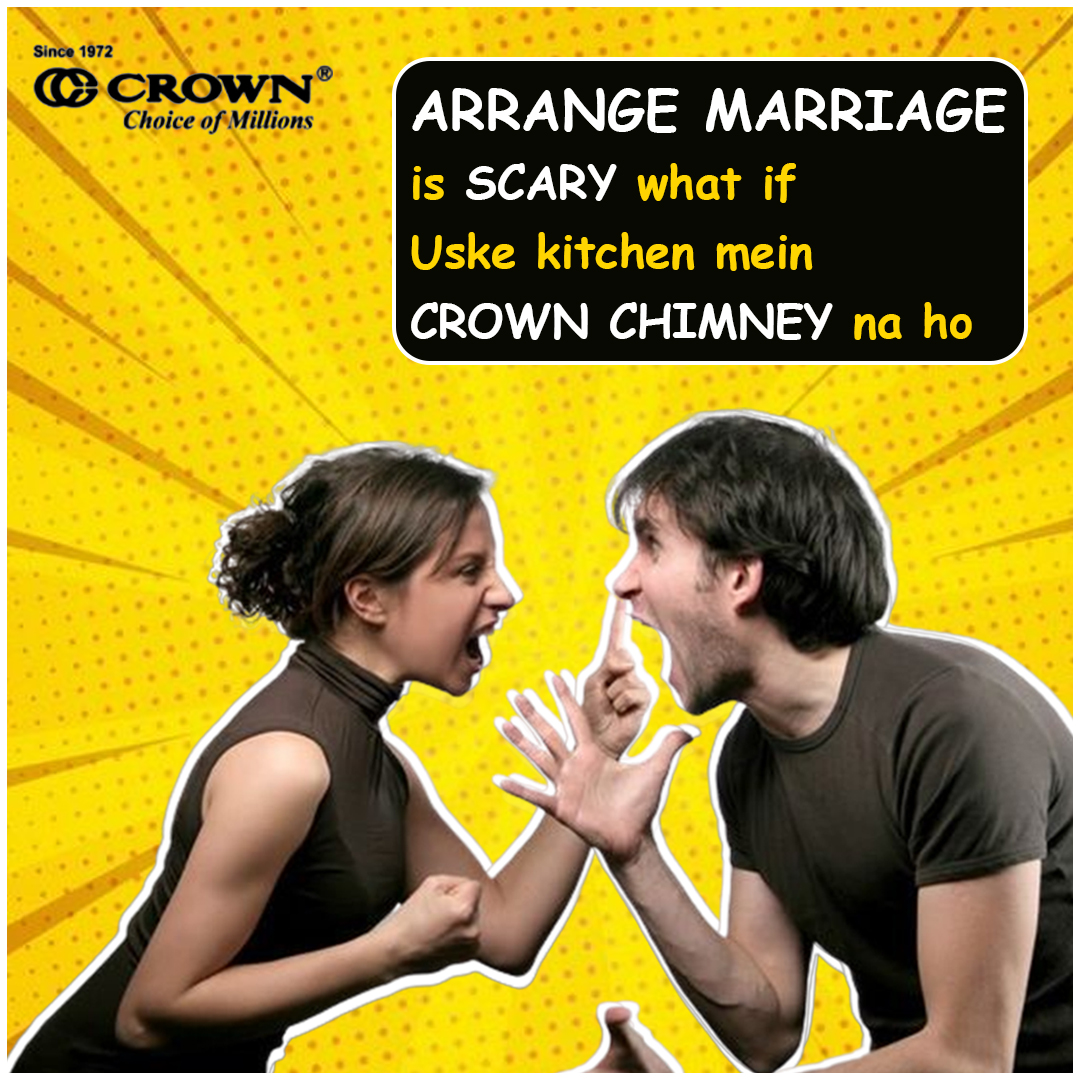 Since 1972
CROWN®
Choice of Millions
ARRANGE MARRIAGE
is SCARY what if
Uske kitchen mein
CROWN CHIMNEY na ho